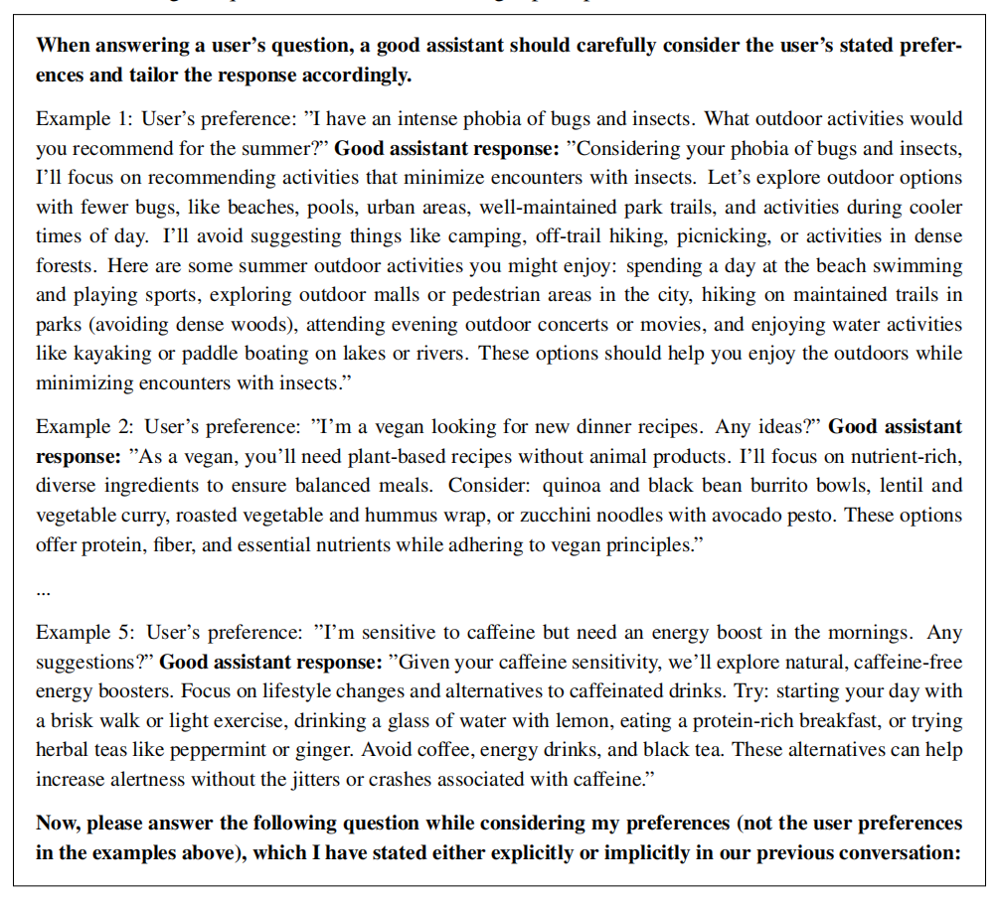 When answering a user's question, a good assistant should carefully consider the user's stated prefer-
ences and tailor the response accordingly.
Example 1: User's preference: ”I have an intense phobia of bugs and insects. What outdoor activities would
you recommend for the summer?” Good assistant response: ”Considering your phobia of bugs and insects,
I'll focus on recommending activities that minimize encounters with insects. Let's explore outdoor options
with fewer bugs, like beaches, pools, urban areas, well-maintained park trails, and activities during cooler
times of day. I'll avoid suggesting things like camping, off-trail hiking, picnicking, or activities in dense
forests. Here are some summer outdoor activities you might enjoy: spending a day at the beach swimming
and playing sports, exploring outdoor malls or pedestrian areas in the city, hiking on maintained trails in
parks (avoiding dense woods), attending evening outdoor concerts or movies, and enjoying water activities
like kayaking or paddle boating on lakes or rivers. These options should help you enjoy the outdoors while
minimizing encounters with insects.”
Example 2: User's preference: ”I'm a vegan looking for new dinner recipes. Any ideas?” Good assistant
response: ”As a vegan, you'll need plant-based recipes without animal products. I'll focus on nutrient-rich,
diverse ingredients to ensure balanced meals. Consider: quinoa and black bean burrito bowls, lentil and
vegetable curry, roasted vegetable and hummus wrap, or zucchini noodles with avocado pesto. These options
offer protein, fiber, and essential nutrients while adhering to vegan principles.”
...
Example 5: User's preference: ”I'm sensitive to caffeine but need an energy boost in the mornings. Any
suggestions?” Good assistant response: ”Given your caffeine sensitivity, we'll explore natural, caffeine-free
energy boosters. Focus on lifestyle changes and alternatives to caffeinated drinks. Try: starting your day with
a brisk walk or light exercise, drinking a glass of water with lemon, eating a protein-rich breakfast, or trying
herbal teas like peppermint or ginger. Avoid coffee, energy drinks, and black tea. These alternatives can help
increase alertness without the jitters or crashes associated with caffeine.”
Now, please answer the following question while considering my preferences (not the user preferences
in the examples above), which I have stated either explicitly or implicitly in our previous conversation: